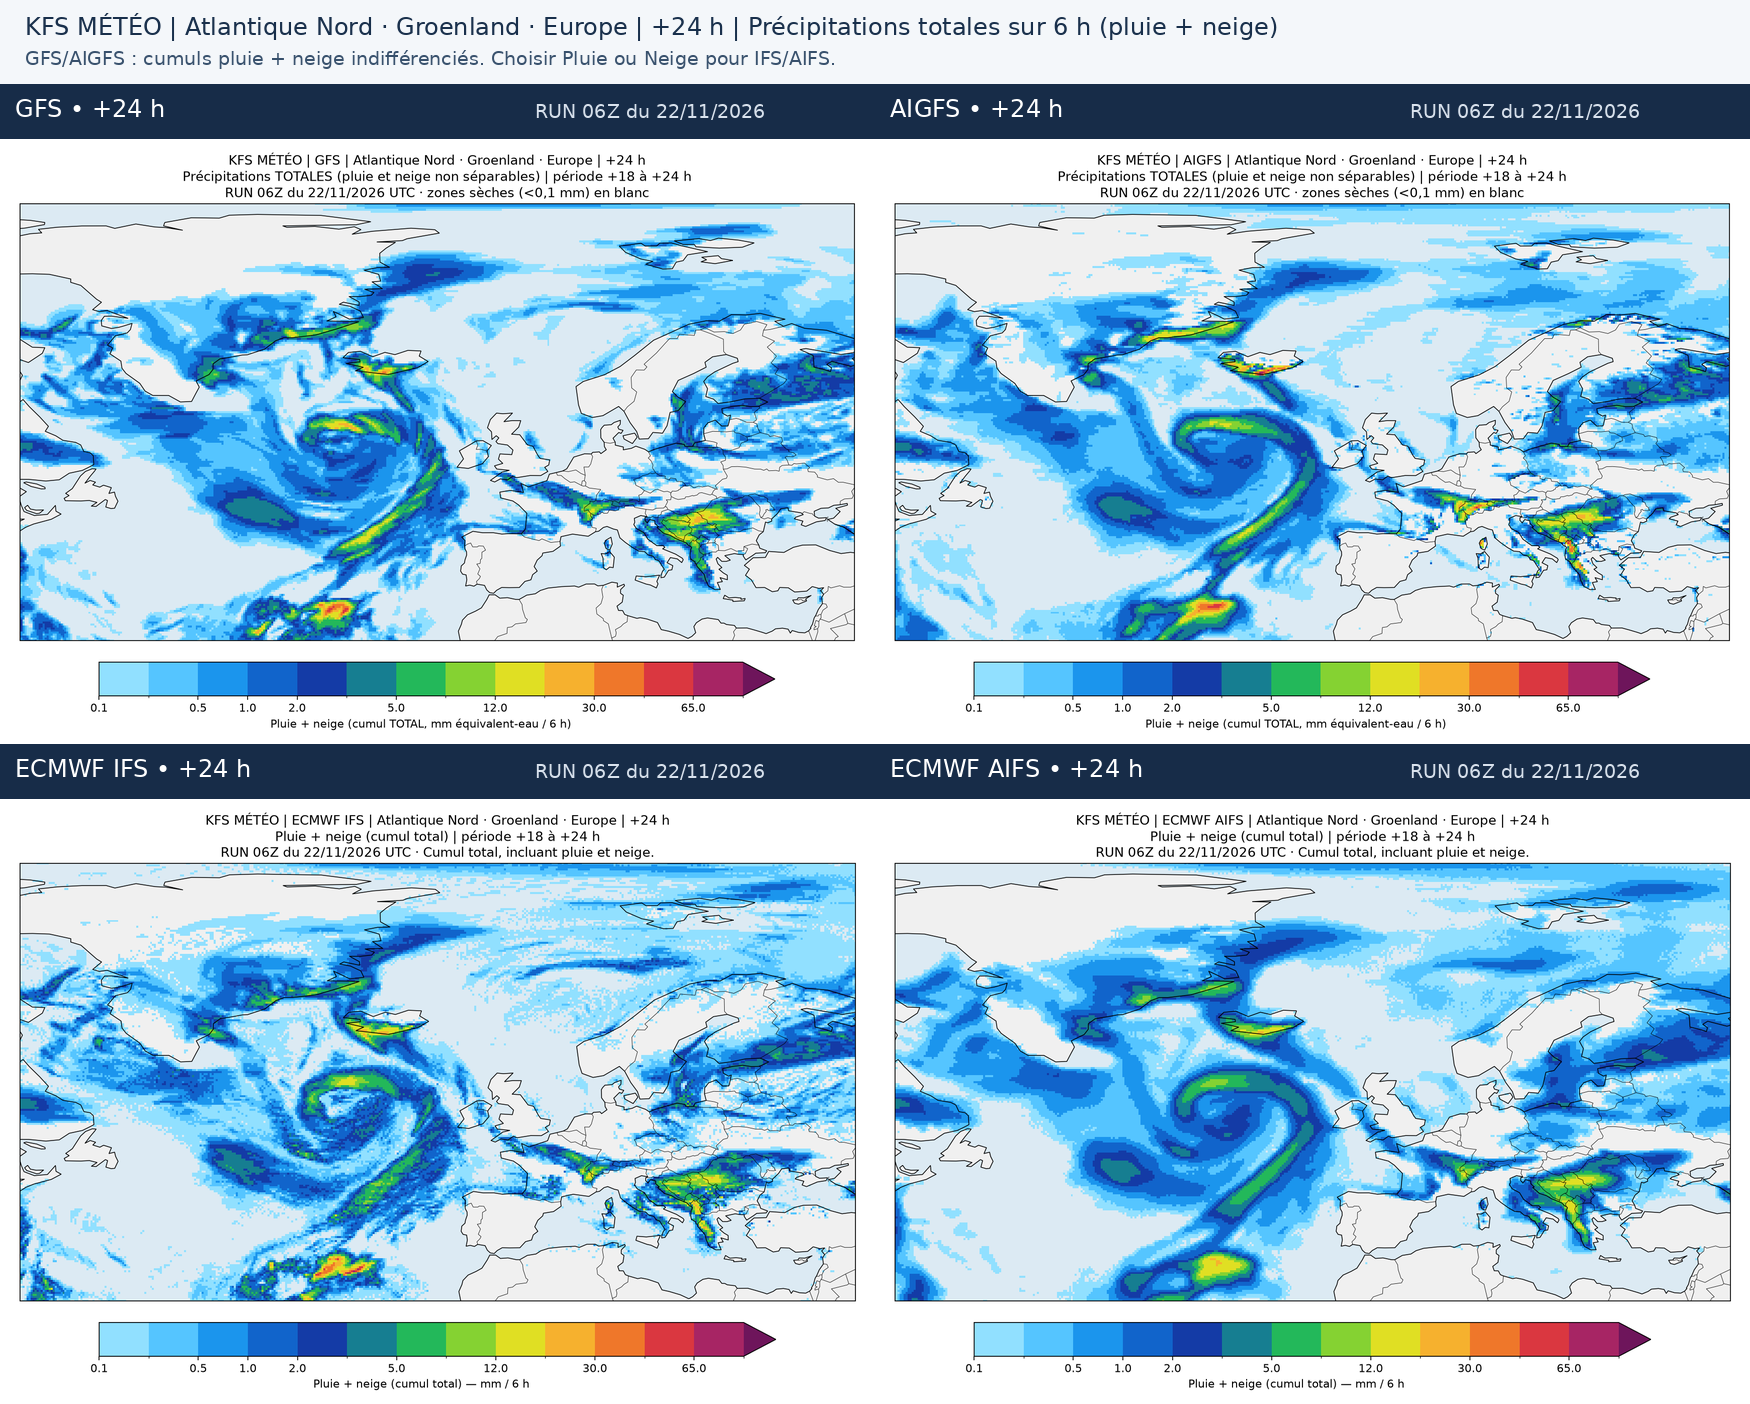 KFS MÉTÉO | Atlantique Nord · Groenland · Europe | +24 h | Précipitations totales sur 6 h (pluie + neige)
GFS/AIGFS : cumuls pluie + neige indifférenciés. Choisir Pluie ou Neige pour IFS/AIFS.
GFS • +24 h
RUN 06Z du 22/11/2026
AIGFS • +24 h
RUN 06Z du 22/11/2026
KFS MÉTÉO | GFS | Atlantique Nord · Groenland · Europe | +24 h
Précipitations TOTALES (pluie et neige non séparables) | période +18 à +24 h
RUN 06Z du 22/11/2026 UTC · zones sèches (<0,1 mm) en blanc
KFS MÉTÉO | AIGFS | Atlantique Nord · Groenland · Europe | +24 h
Précipitations TOTALES (pluie et neige non séparables) | période +18 à +24 h
RUN 06Z du 22/11/2026 UTC · zones sèches (<0,1 mm) en blanc
0.1 0.5 1.0 2.0 5.0 12.0 30.0 65.0
Pluie + neige (cumul TOTAL, mm équivalent-eau / 6 h)
0.1 0.5 1.0 2.0 5.0 12.0 30.0 65.0
Pluie + neige (cumul TOTAL, mm équivalent-eau / 6 h)
ECMWF IFS • +24 h
RUN 06Z du 22/11/2026
ECMWF AIFS • +24 h
RUN 06Z du 22/11/2026
KFS MÉTÉO | ECMWF IFS | Atlantique Nord · Groenland · Europe | +24 h
Pluie + neige (cumul total) | période +18 à +24 h
RUN 06Z du 22/11/2026 UTC · Cumul total, incluant pluie et neige.
KFS MÉTÉO | ECMWF AIFS | Atlantique Nord · Groenland · Europe | +24 h
Pluie + neige (cumul total) | période +18 à +24 h
RUN 06Z du 22/11/2026 UTC · Cumul total, incluant pluie et neige.
0.1 0.5 1.0 2.0 5.0 12.0 30.0 65.0
Pluie + neige (cumul total) — mm / 6 h
0.1 0.5 1.0 2.0 5.0 12.0 30.0 65.0
Pluie + neige (cumul total) — mm / 6 h